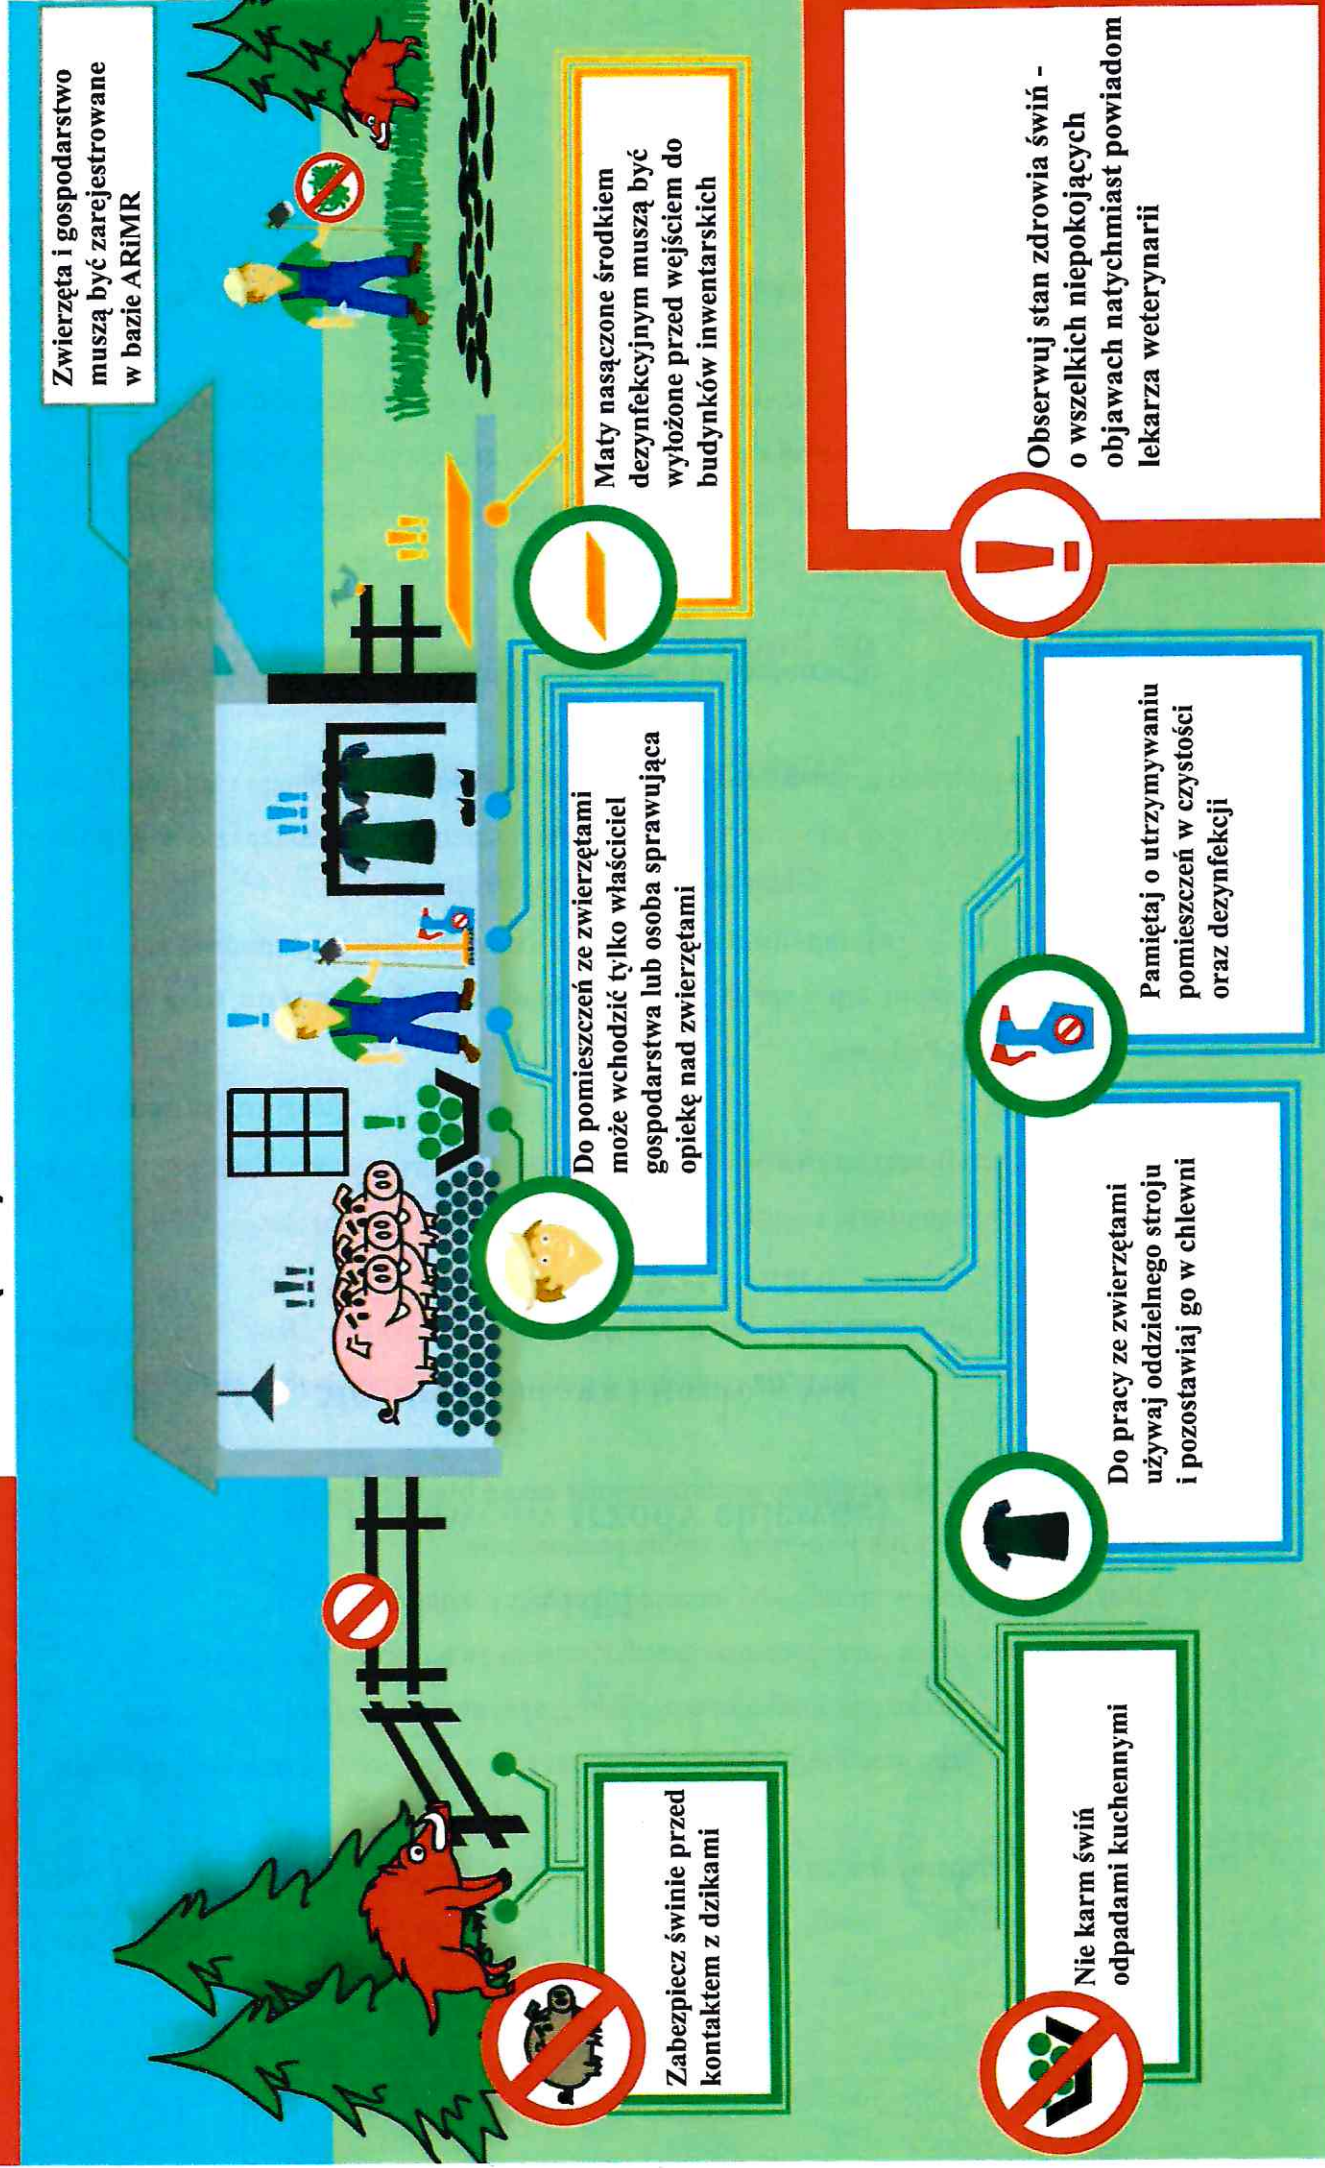 Zwierzęta i gospodarstwo
muszą być zarejestrowane
w bazie ARiMR
Maty nasączone środkiem
dezynfekcyjnym muszą być
wyłożone przed wejściem do
budynków inwentarskich
Do pomieszczeń ze zwierzętami
może wchodzić tylko właściciel
gospodarstwa lub osoba sprawująca
opiekę nad zwierzętami
Zabezpiecz świnie przed
kontaktem z dzikami
Nie karm świń
odpadami kuchennymi
Do pracy ze zwierzętami
używaj oddzielnego stroju
i pozostawiaj go w chlewni
Pamiętaj o utrzymywaniu
pomieszczeń w czystości
oraz dezynfekcji
Obserwuj stan zdrowia świń -
o wszelkich niepokojących
objawach natychmiast powiadom
lekarza weterynarii